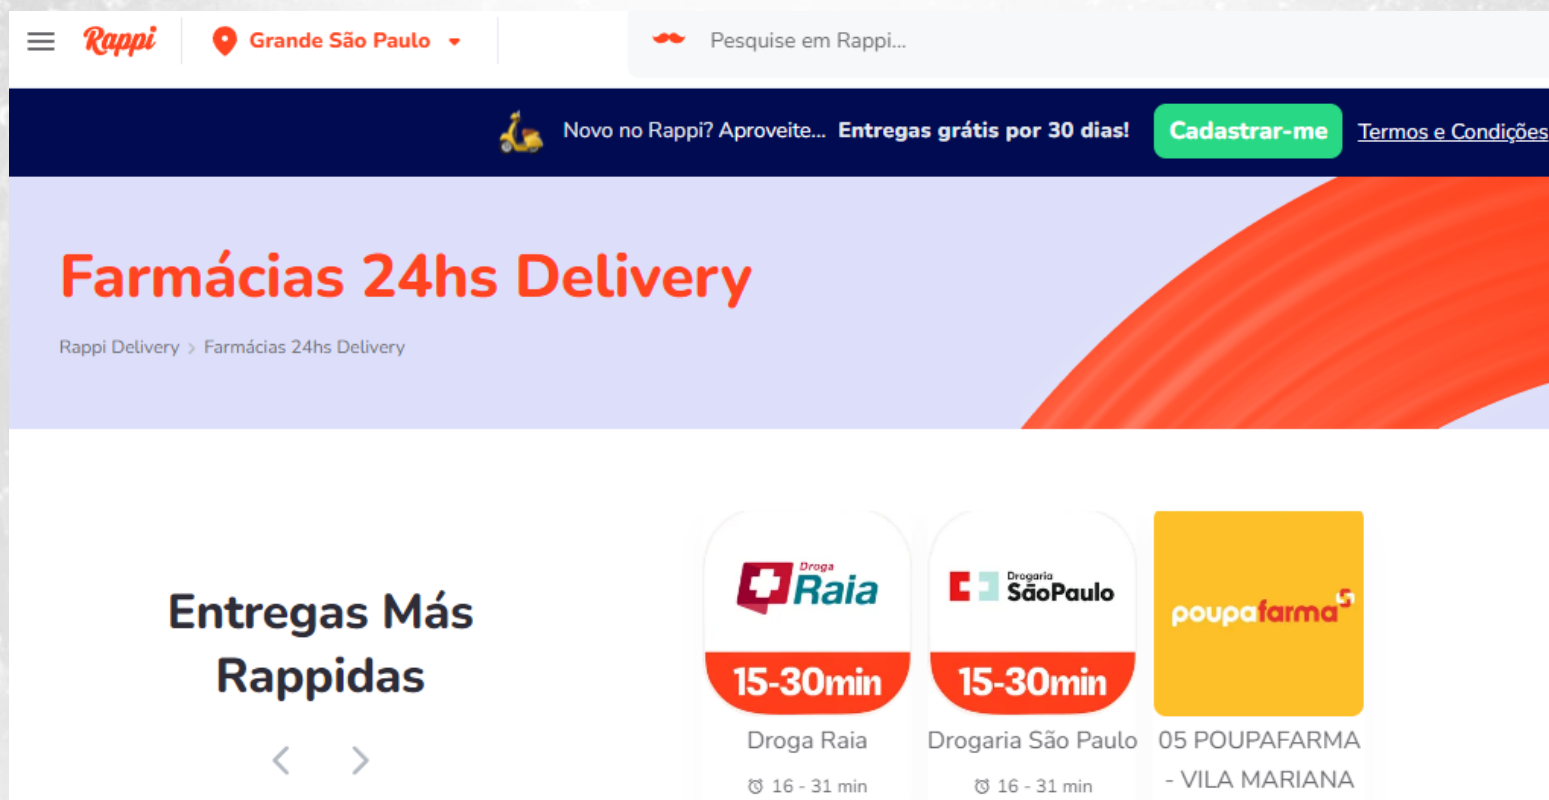 Rappi
Grande São Paulo
Pesquise em Rappi...
Novo no Rappi? Aproveite... Entregas grátis por 30 dias!
Cadastrar-me
Termos e Condições
Farmácias 24hs Delivery
Rappi Delivery > Farmácias 24hs Delivery
Entregas Más
Rappidas
Droga
Raia
15-30min
Droga Raia
16 - 31 min
Drogaria
SãoPaulo
15-30min
Drogaria São Paulo
16 - 31 min
poupafarma
05 POUPAFARMA
- VILA MARIANA